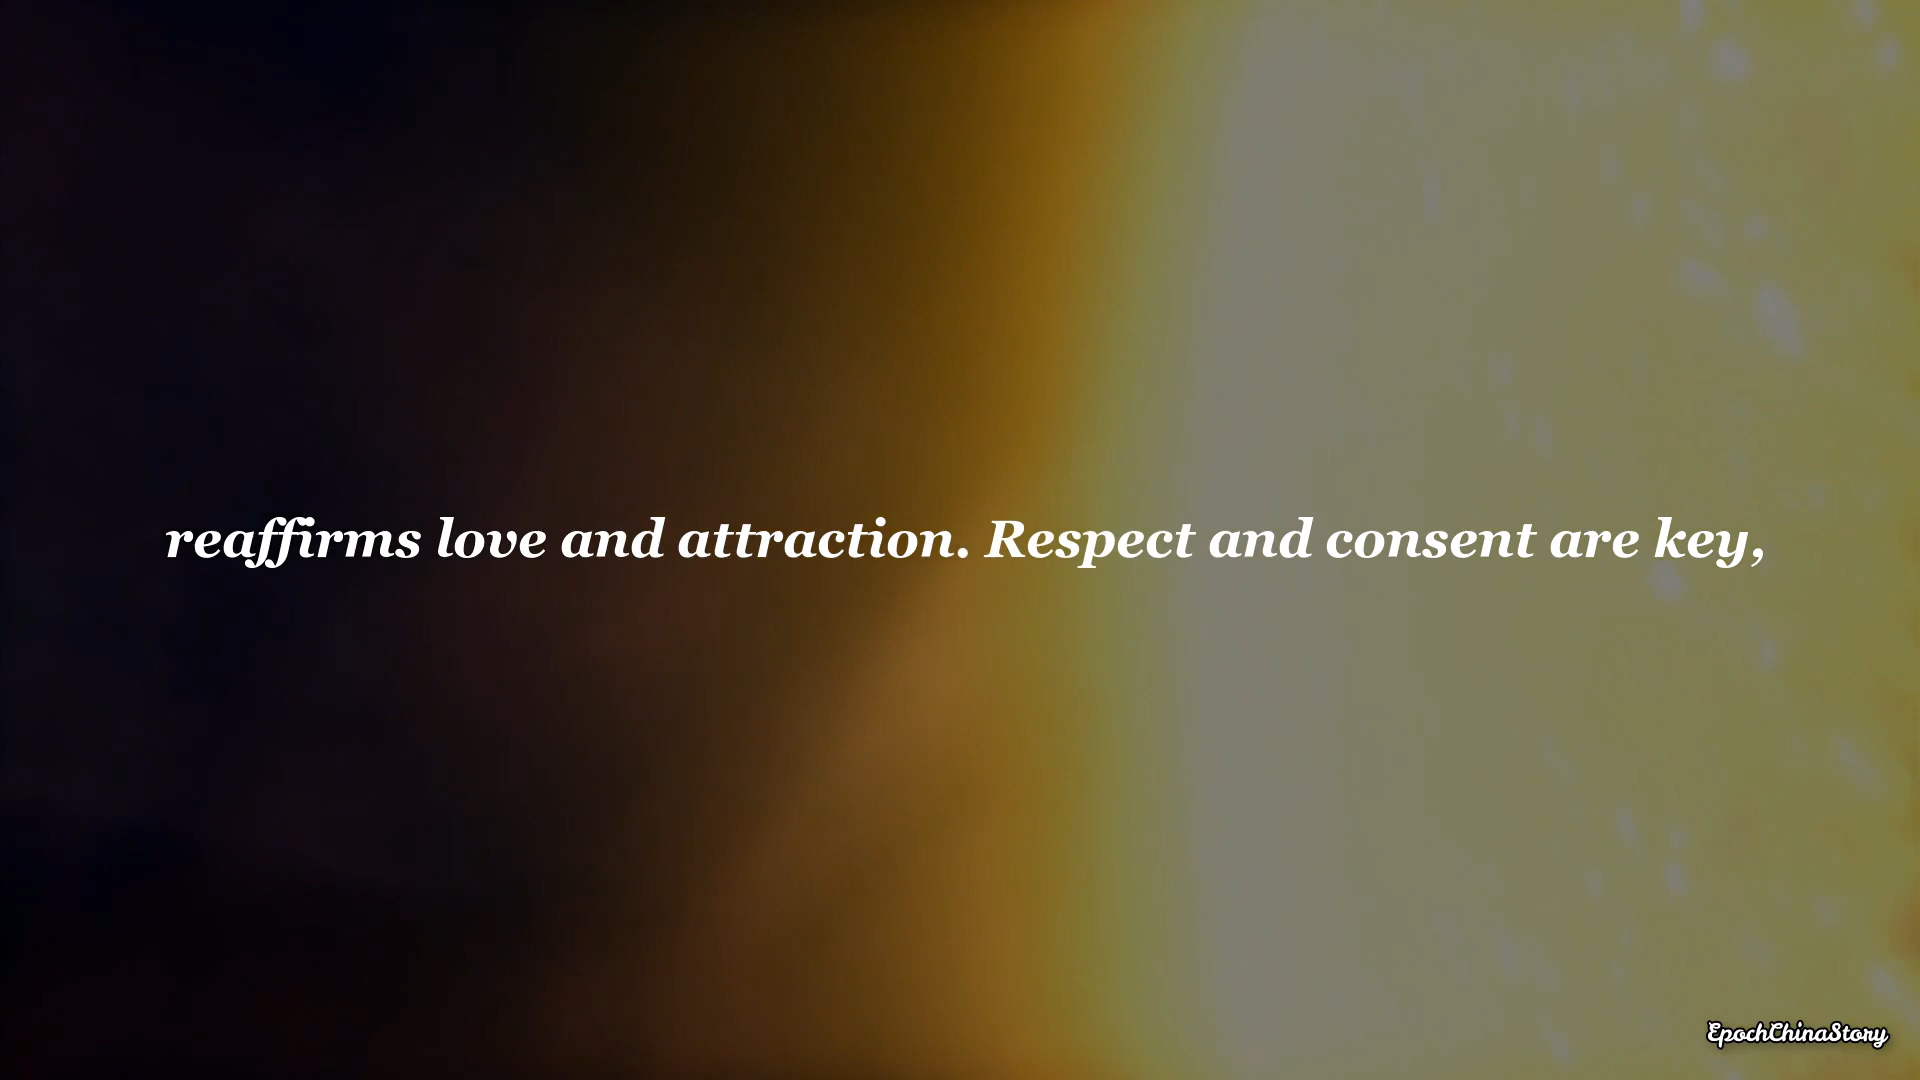 reaffirms love and attraction. Respect and consent are key,
EpochChinaStory